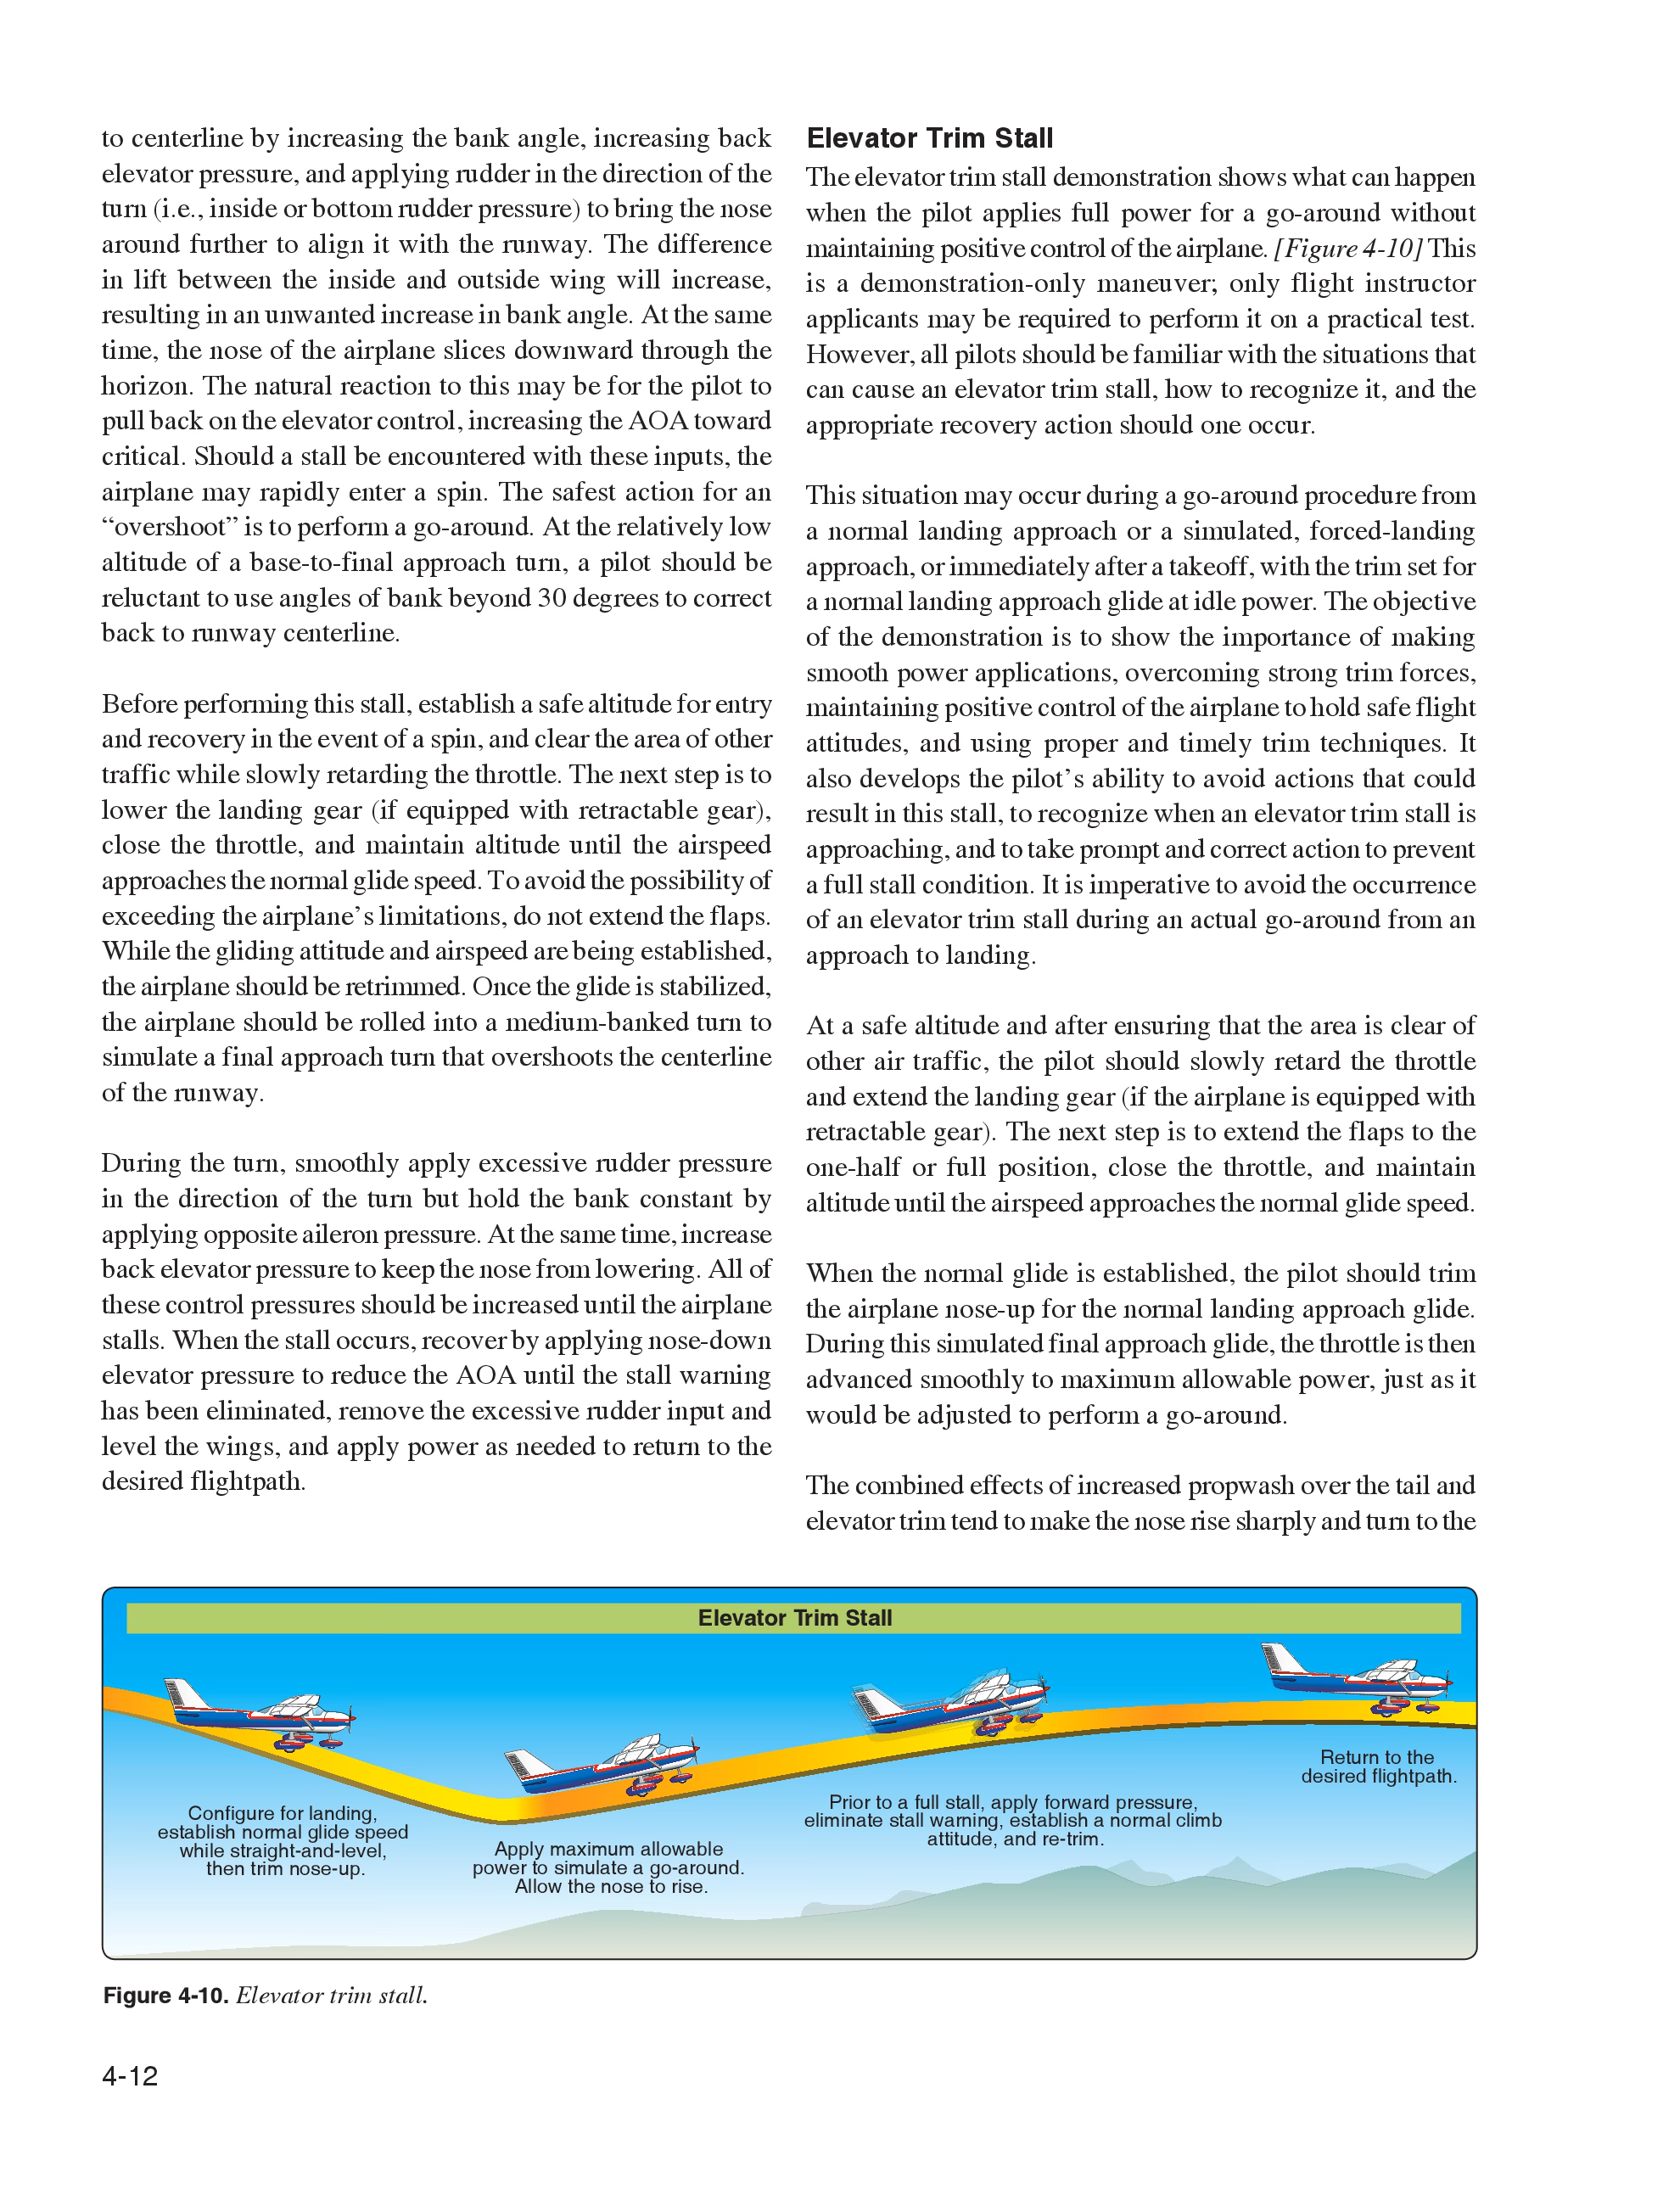 to centerline by increasing the bank angle, increasing back
elevator pressure, and applying rudder in the direction of the
turn (i.e., inside or bottom rudder pressure) to bring the nose
around further to align it with the runway. The difference
in lift between the inside and outside wing will increase,
resulting in an unwanted increase in bank angle. At the same
time, the nose of the airplane slices downward through the
horizon. The natural reaction to this may be for the pilot to
pull back on the elevator control, increasing the AOA toward
critical. Should a stall be encountered with these inputs, the
airplane may rapidly enter a spin. The safest action for an
“overshoot” is to perform a go-around. At the relatively low
altitude of a base-to-final approach turn, a pilot should be
reluctant to use angles of bank beyond 30 degrees to correct
back to runway centerline.
Before performing this stall, establish a safe altitude for entry
and recovery in the event of a spin, and clear the area of other
traffic while slowly retarding the throttle. The next step is to
lower the landing gear (if equipped with retractable gear),
close the throttle, and maintain altitude until the airspeed
approaches the normal glide speed. To avoid the possibility of
exceeding the airplane’s limitations, do not extend the flaps.
While the gliding attitude and airspeed are being established,
the airplane should be retrimmed. Once the glide is stabilized,
the airplane should be rolled into a medium-banked turn to
simulate a final approach turn that overshoots the centerline
of the runway.
During the turn, smoothly apply excessive rudder pressure
in the direction of the turn but hold the bank constant by
applying opposite aileron pressure. At the same time, increase
back elevator pressure to keep the nose from lowering. All of
these control pressures should be increased until the airplane
stalls. When the stall occurs, recover by applying nose-down
elevator pressure to reduce the AOA until the stall warning
has been eliminated, remove the excessive rudder input and
level the wings, and apply power as needed to return to the
desired flightpath.
Elevator Trim Stall
The elevator trim stall demonstration shows what can happen
when the pilot applies full power for a go-around without
maintaining positive control of the airplane. [Figure 4-10] This
is a demonstration-only maneuver; only flight instructor
applicants may be required to perform it on a practical test.
However, all pilots should be familiar with the situations that
can cause an elevator trim stall, how to recognize it, and the
appropriate recovery action should one occur.
This situation may occur during a go-around procedure from
a normal landing approach or a simulated, forced-landing
approach, or immediately after a takeoff, with the trim set for
a normal landing approach glide at idle power. The objective
of the demonstration is to show the importance of making
smooth power applications, overcoming strong trim forces,
maintaining positive control of the airplane to hold safe flight
attitudes, and using proper and timely trim techniques. It
also develops the pilot’s ability to avoid actions that could
result in this stall, to recognize when an elevator trim stall is
approaching, and to take prompt and correct action to prevent
a full stall condition. It is imperative to avoid the occurrence
of an elevator trim stall during an actual go-around from an
approach to landing.
At a safe altitude and after ensuring that the area is clear of
other air traffic, the pilot should slowly retard the throttle
and extend the landing gear (if the airplane is equipped with
retractable gear). The next step is to extend the flaps to the
one-half or full position, close the throttle, and maintain
altitude until the airspeed approaches the normal glide speed.
When the normal glide is established, the pilot should trim
the airplane nose-up for the normal landing approach glide.
During this simulated final approach glide, the throttle is then
advanced smoothly to maximum allowable power, just as it
would be adjusted to perform a go-around.
The combined effects of increased propwash over the tail and
elevator trim tend to make the nose rise sharply and turn to the
Elevator Trim Stall
Configure for landing,
establish normal glide speed
while straight-and-level,
then trim nose-up.
Apply maximum allowable
power to simulate a go-around.
Allow the nose to rise.
Prior to a full stall, apply forward pressure,
eliminate stall warning, establish a normal climb
attitude, and re-trim.
Return to the
desired flightpath.
Figure 4-10. Elevator trim stall.
4-12